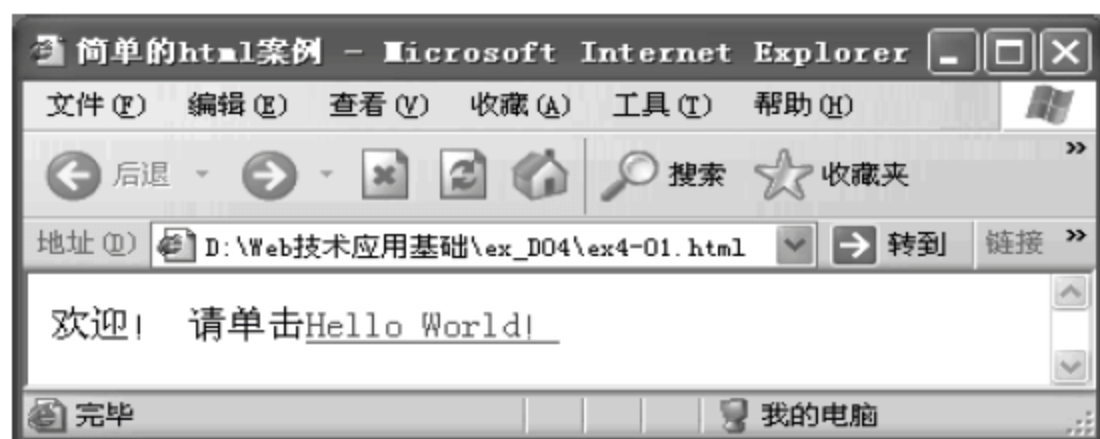 简单的html案例 - Microsoft Internet Explorer
文件(F) 编辑(E) 查看(V) 收藏(A) 工具(T) 帮助(H)
后退 搜索 收藏夹 »
地址(D) D:\Web技术应用基础\ex_D04\ex4-01.html 转到 链接 »
欢迎! 请单击Hello World!
完毕 我的电脑